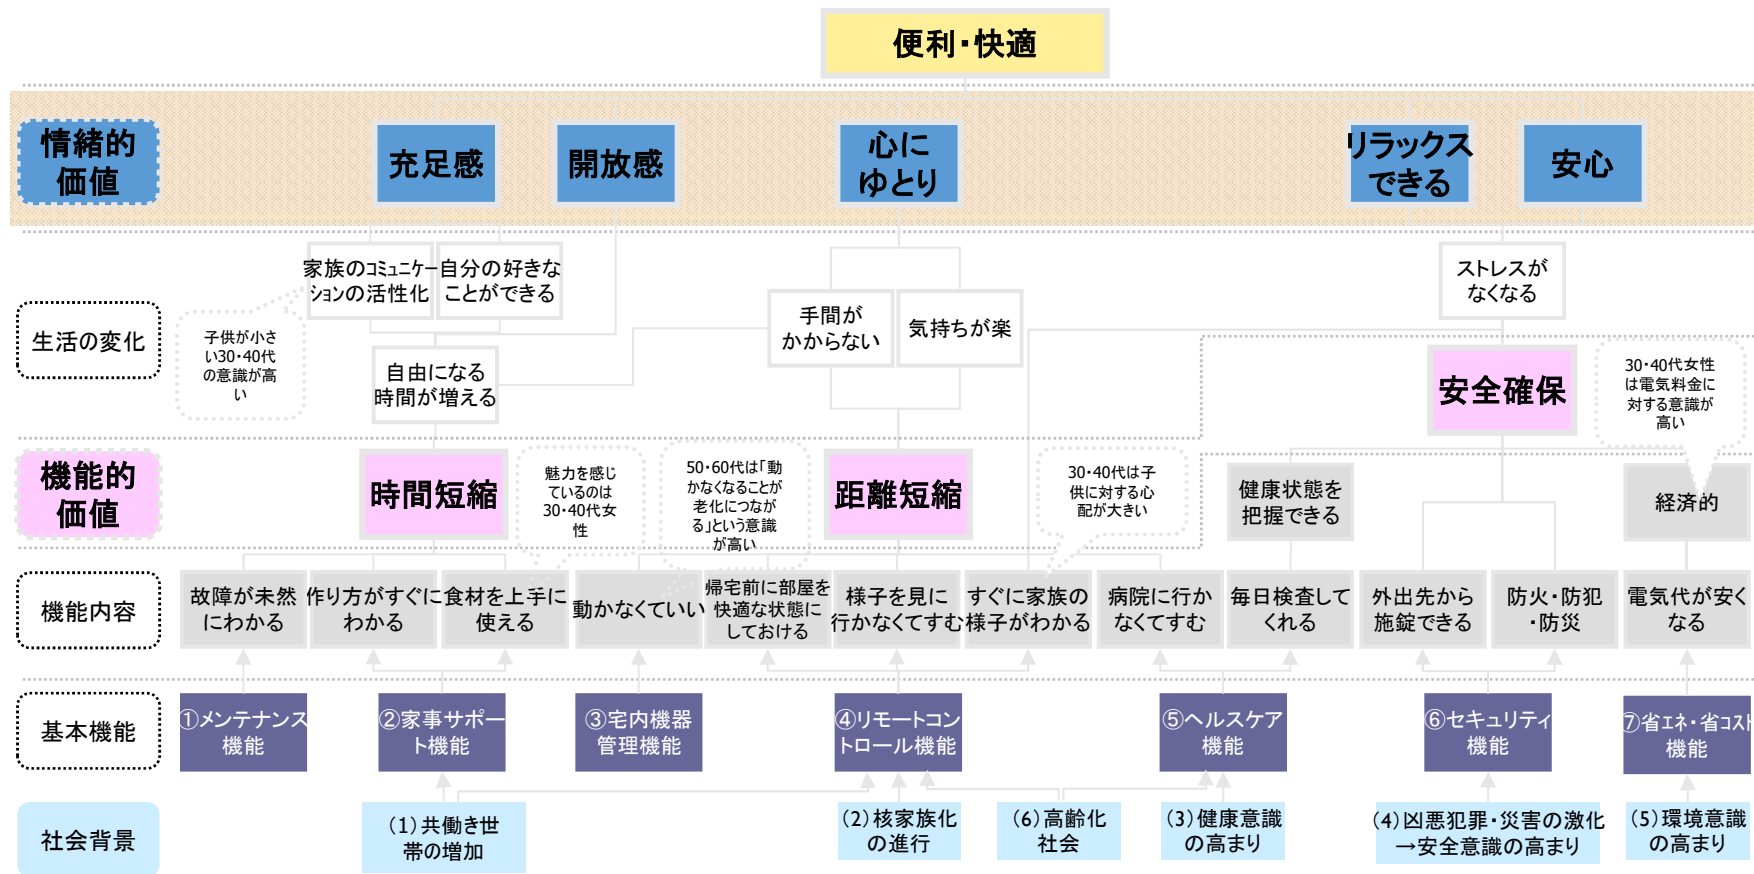 便利・快適
情緒的
価値
充足感
開放感
心に
ゆとり
リラックス
できる
安心
生活の変化
家族のコミュニケー
ションの活性化
自分の好きな
ことができる
子供が小さ
い30・40代
の意識が高
い
自由になる
時間が増える
手間が
かからない
気持ちが楽
ストレスが
なくなる
安全確保
30・40代女性
は電気料金に
対する意識が
高い
機能的
価値
時間短縮
魅力を感じ
ているのは
30・40代女
性
50・60代は「動
かなくなることが
老化につなが
る」という意識
が高い
距離短縮
30・40代は子
供に対する心
配が大きい
健康状態を
把握できる
経済的
機能内容
故障が未然
にわかる
作り方がすぐに
わかる
食材を上手に
使える
動かなくていい
帰宅前に部屋を
快適な状態に
しておける
様子を見に
行かなくてすむ
すぐに家族の
様子がわかる
病院に行か
なくてすむ
毎日検査して
くれる
外出先から
施錠できる
防火・防犯
・防災
電気代が安く
なる
基本機能
①メンテナンス
機能
②家事サポー
ト機能
③宅内機器
管理機能
④リモートコン
トロール機能
⑤ヘルスケア
機能
⑥セキュリティ
機能
⑦省エネ・省コスト
機能
社会背景
(1)共働き世
帯の増加
(2)核家族化
の進行
(6)高齢化
社会
(3)健康意識
の高まり
(4)凶悪犯罪・災害の激化
→安全意識の高まり
(5)環境意識
の高まり